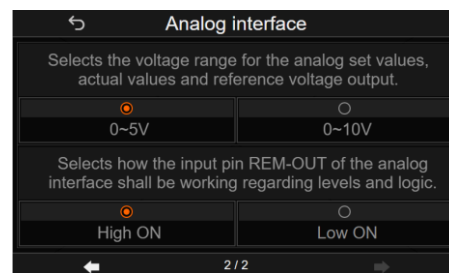 Analog interface
Selects the voltage range for the analog set values,
actual values and reference voltage output.
0~5V 0~10V
Selects how the input pin REM-OUT of the analog
interface shall be working regarding levels and logic.
High ON Low ON
2 / 2